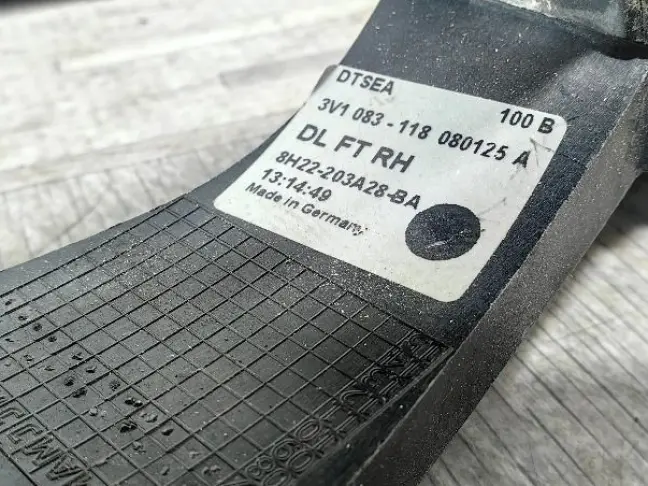 DTSEA
100 B
3V1 083 - 118 080125 A
DL FT RH
8H22-203A28-BA
13:14:49
Made in Germany